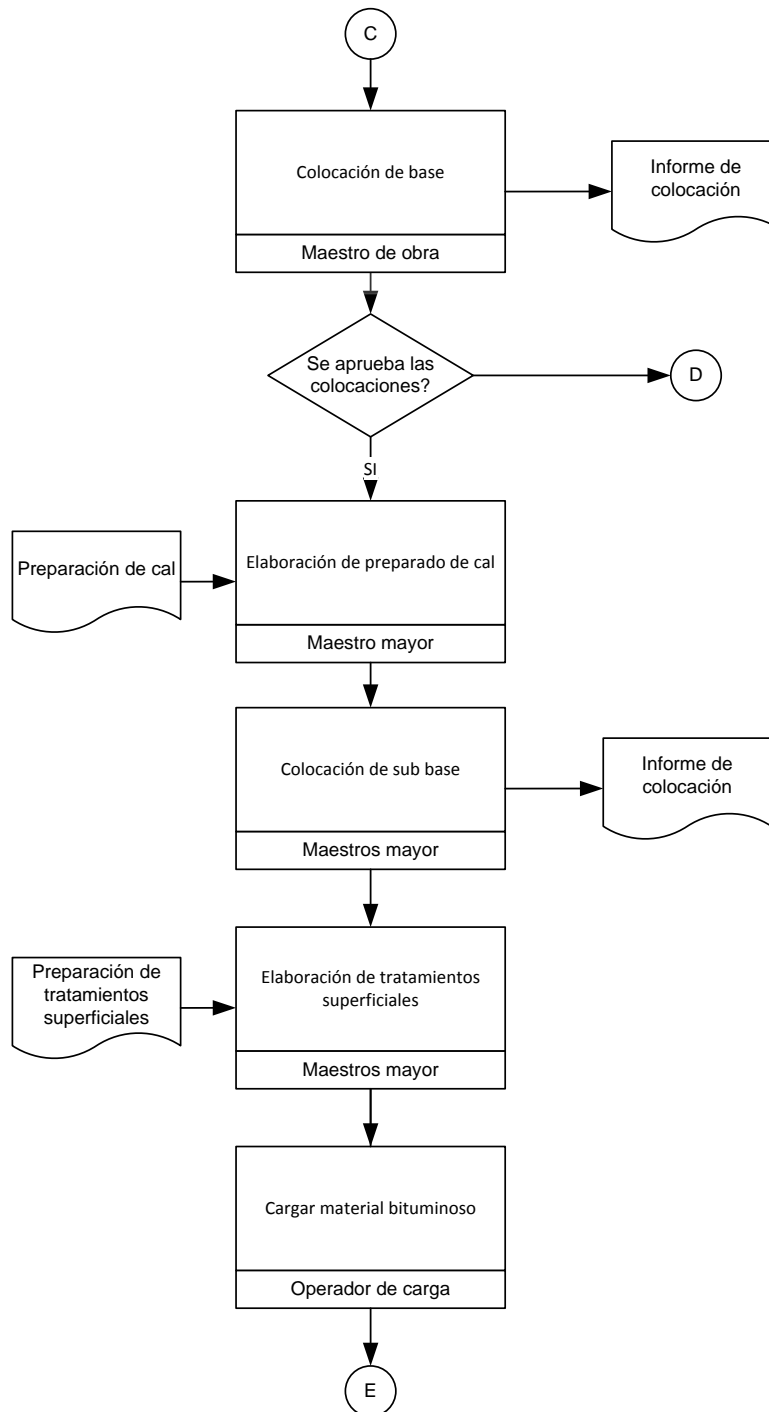 C
Colocación de base
Informe de
colocación
Maestro de obra
Se aprueba las
colocaciones?
D
SI
Preparación de cal
Elaboración de preparado de cal
Maestro mayor
Colocación de sub base
Informe de
colocación
Maestros mayor
Preparación de
tratamientos
superficiales
Elaboración de tratamientos
superficiales
Maestros mayor
Cargar material bituminoso
Operador de carga
E